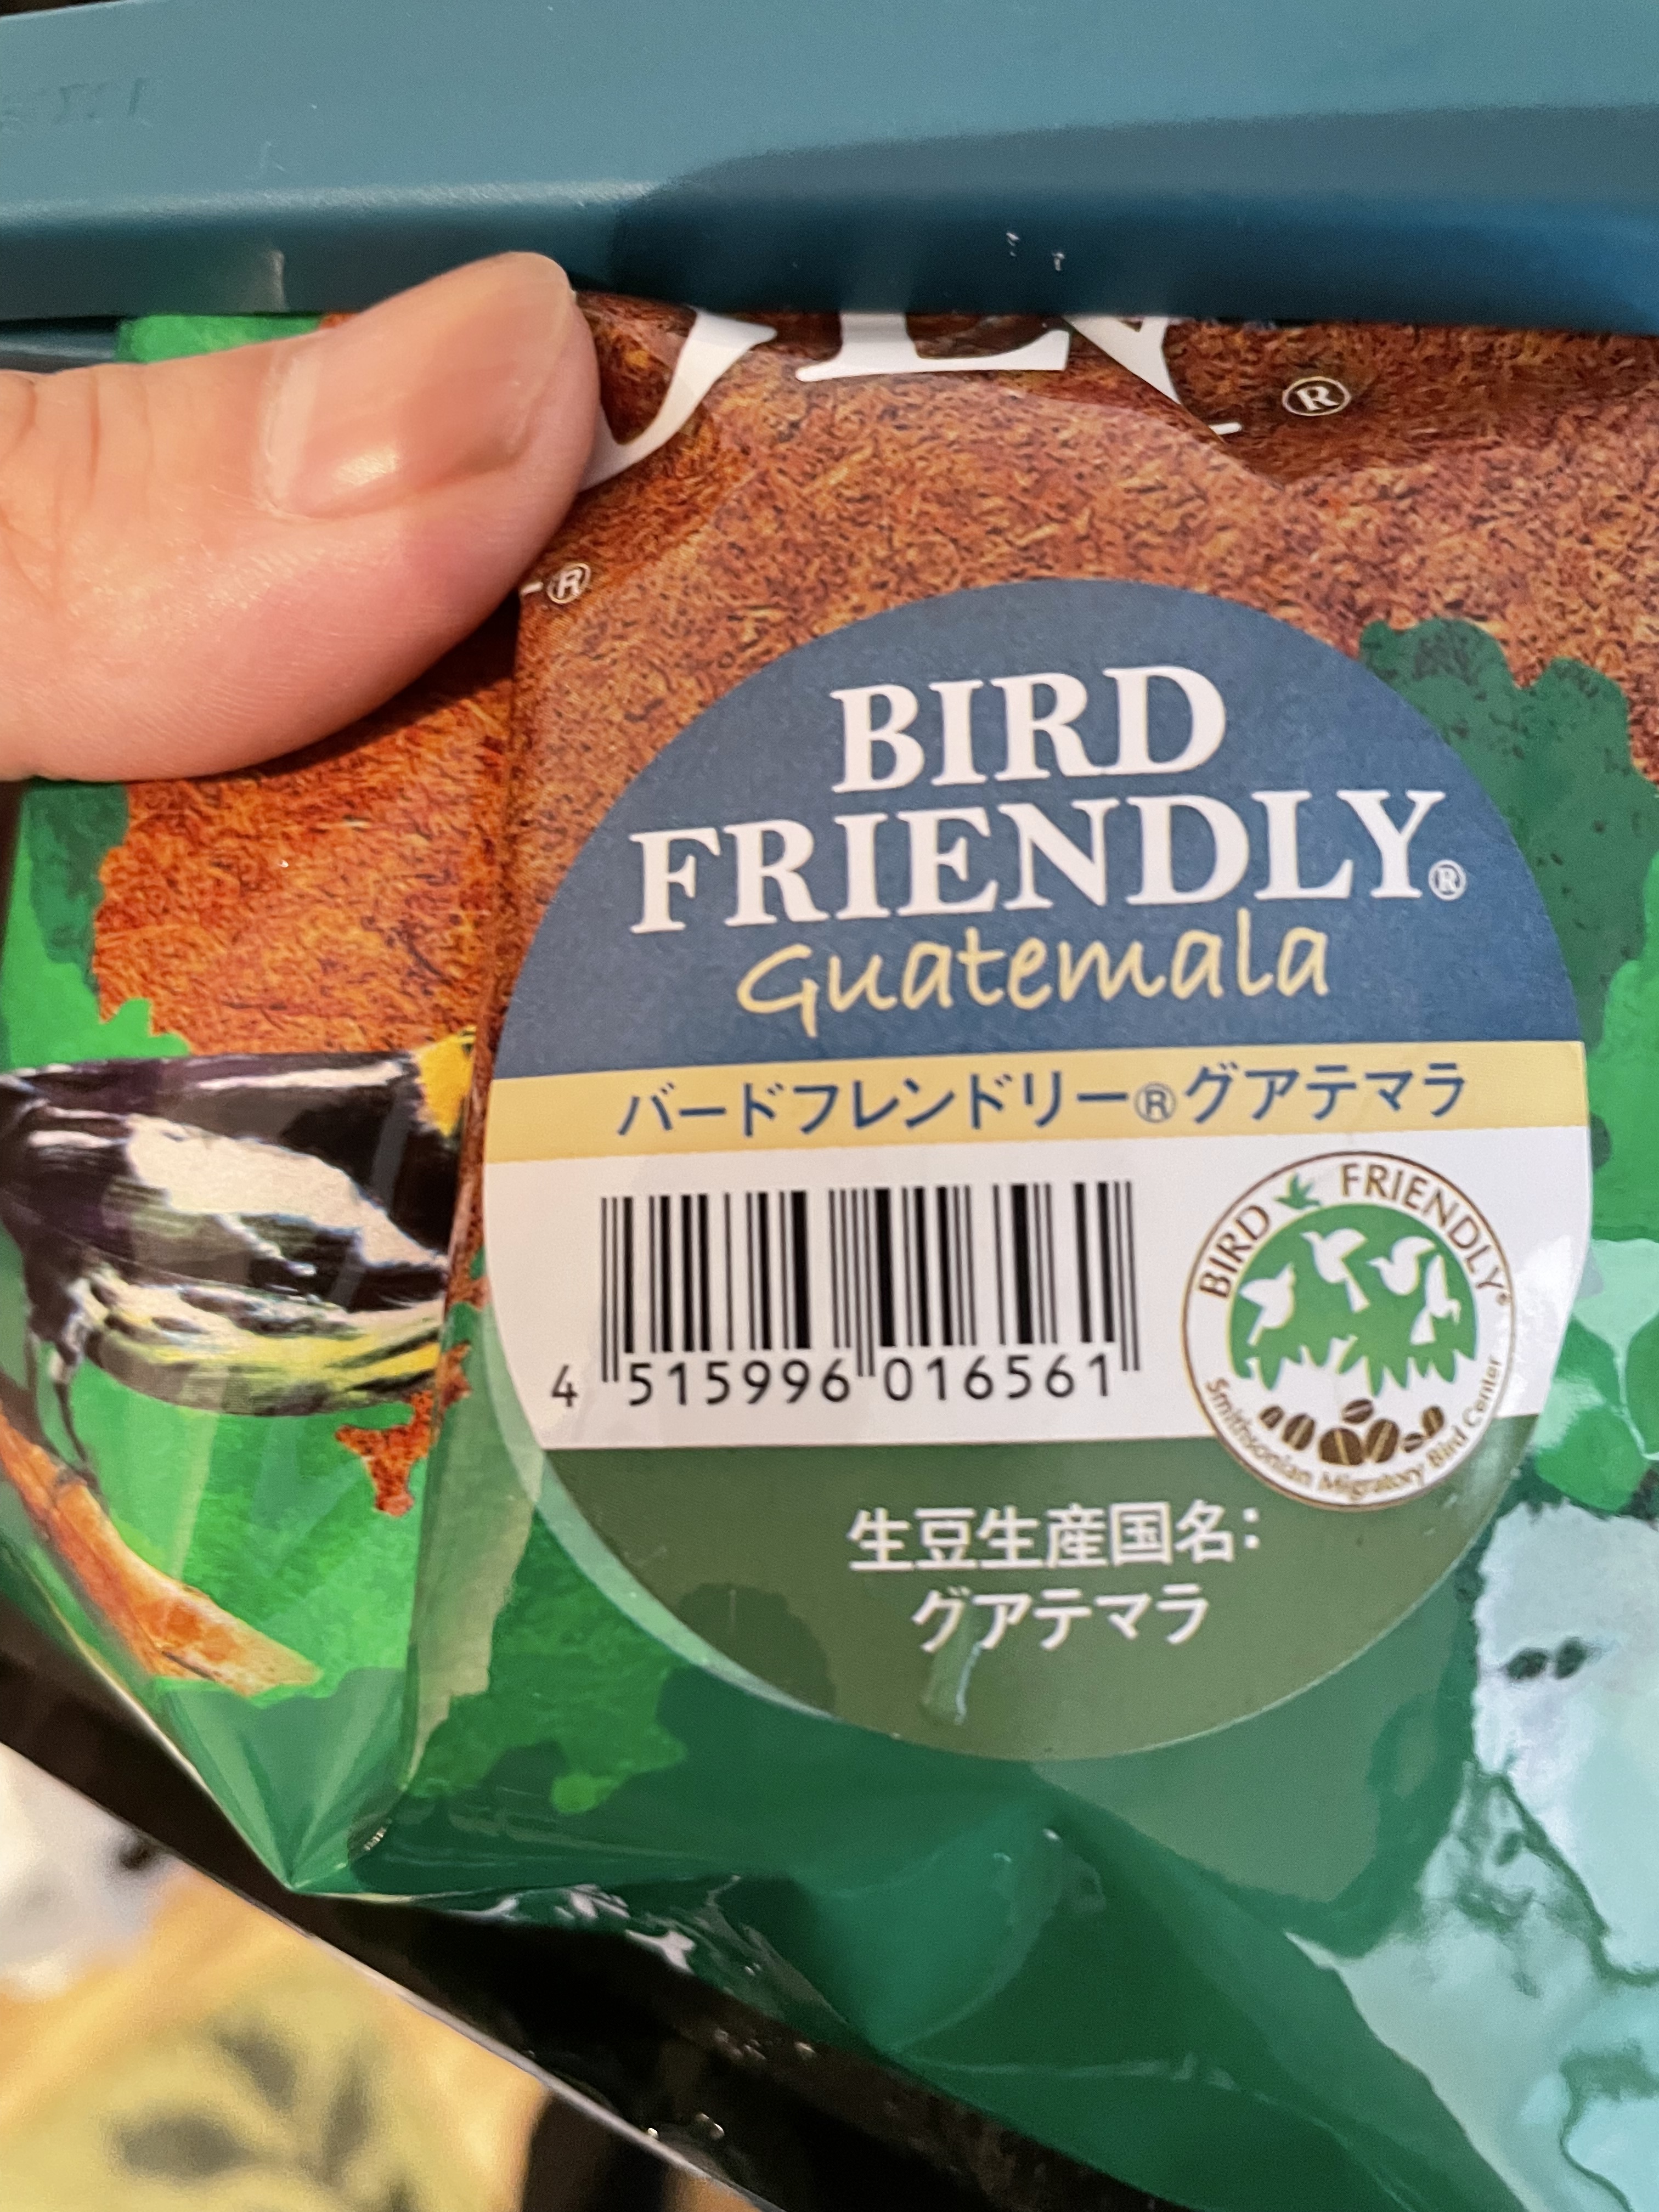 ®
®
BIRD
FRIENDLY®
Guatemala
バードフレンドリー®グアテマラ
4 515996 016561
BIRD FRIENDLY®
Smithsonian Migratory Bird Center
生豆生産国名:
グアテマラ